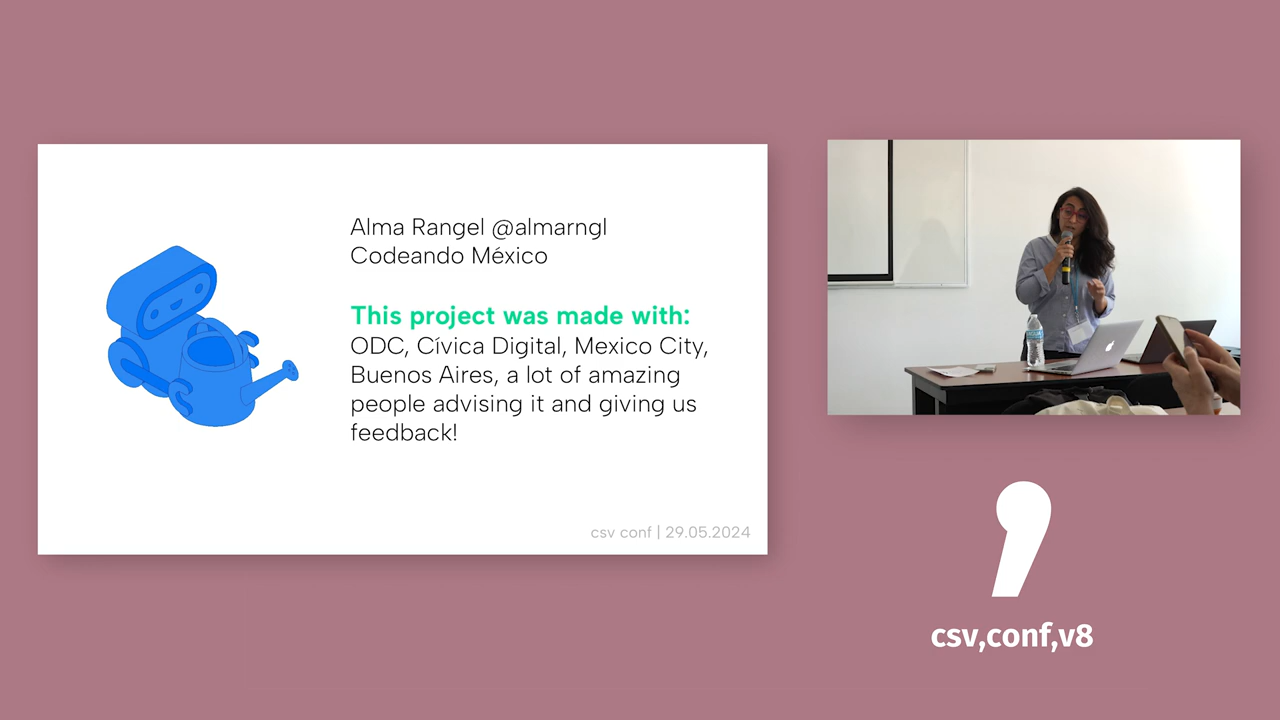 Alma Rangel @almarngl
Codeando México
This project was made with:
ODC, Cívica Digital, Mexico City,
Buenos Aires, a lot of amazing
people advising it and giving us
feedback!
csv conf | 29.05.2024
csv,conf,v8